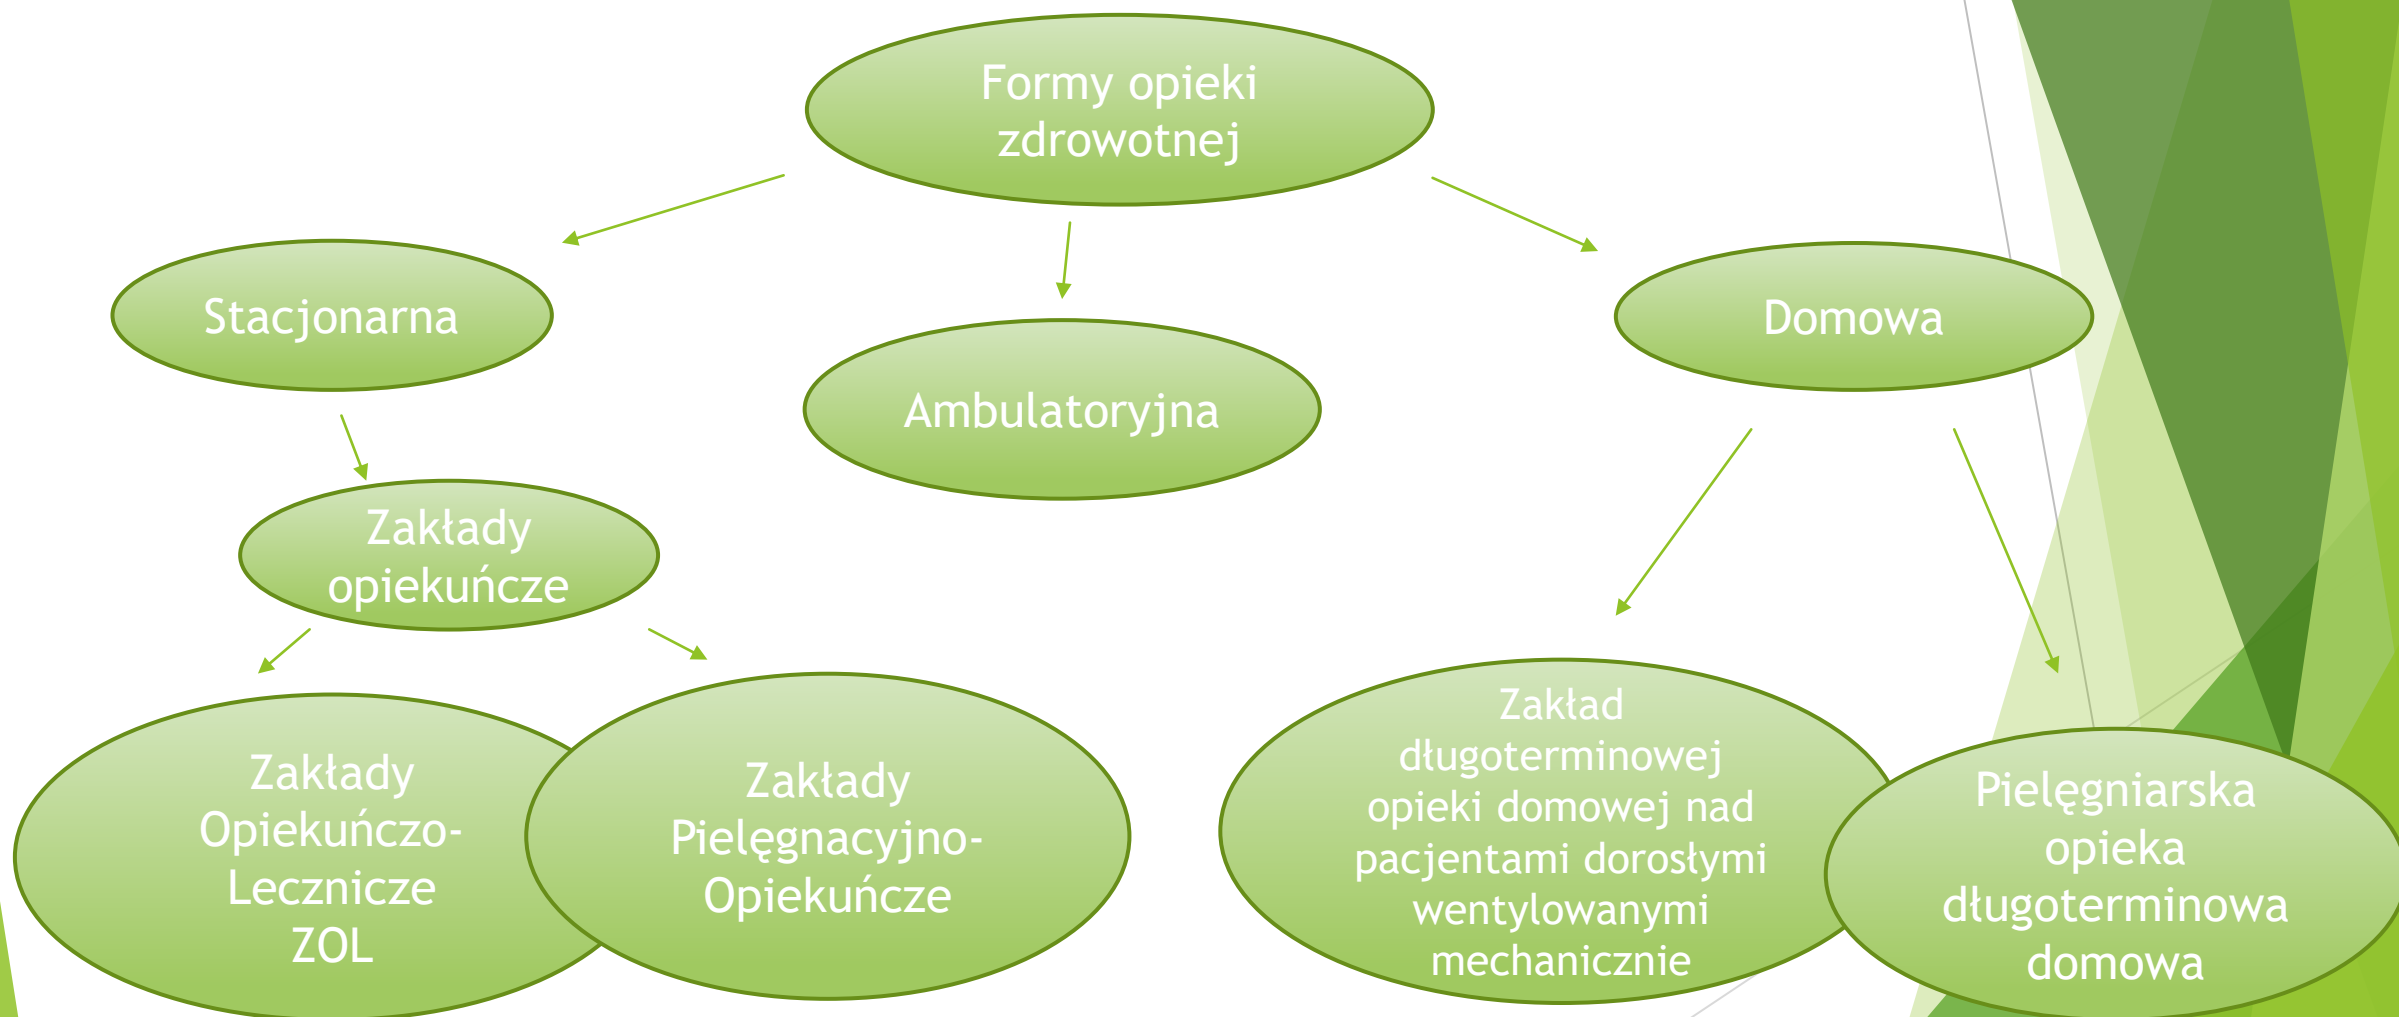 Formy opieki
zdrowotnej
Stacjonarna
Ambulatoryjna
Domowa
Zakłady
opiekuńcze
Zakłady
Opiekuńczo-
Lecznicze
ZOL
Zakłady
Pielęgnacyjno-
Opiekuńcze
Zakład
długoterminowej
opieki domowej nad
pacjentami dorosłymi
wentylowanymi
mechanicznie
Pielęgniarska
opieka
długoterminowa
domowa